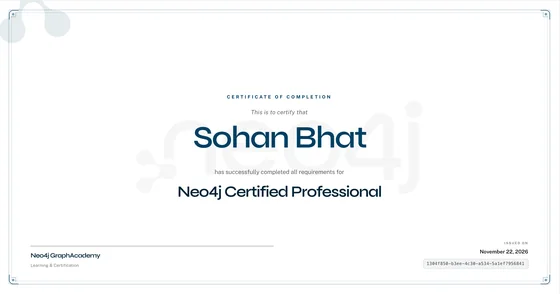 CERTIFICATE OF COMPLETION
This is to certify that
neo4j
Sohan Bhat
has successfully completed all requirements for
Neo4j Certified Professional
Neo4j GraphAcademy
Learning & Certification
ISSUED ON
November 22, 2026